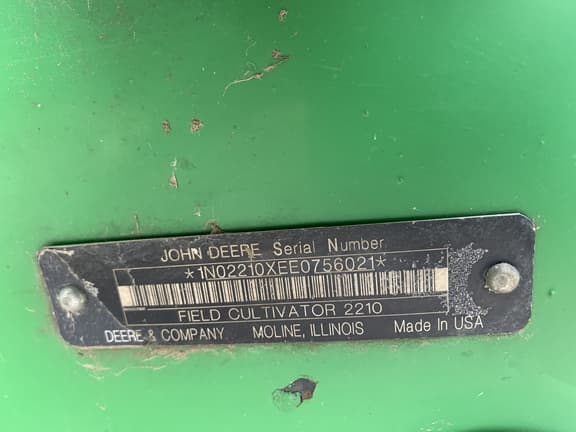 JOHN DEERE Serial Number
*1N02210XEE0756021*
FIELD CULTIVATOR 2210
DEERE & COMPANY MOLINE, ILLINOIS Made In USA